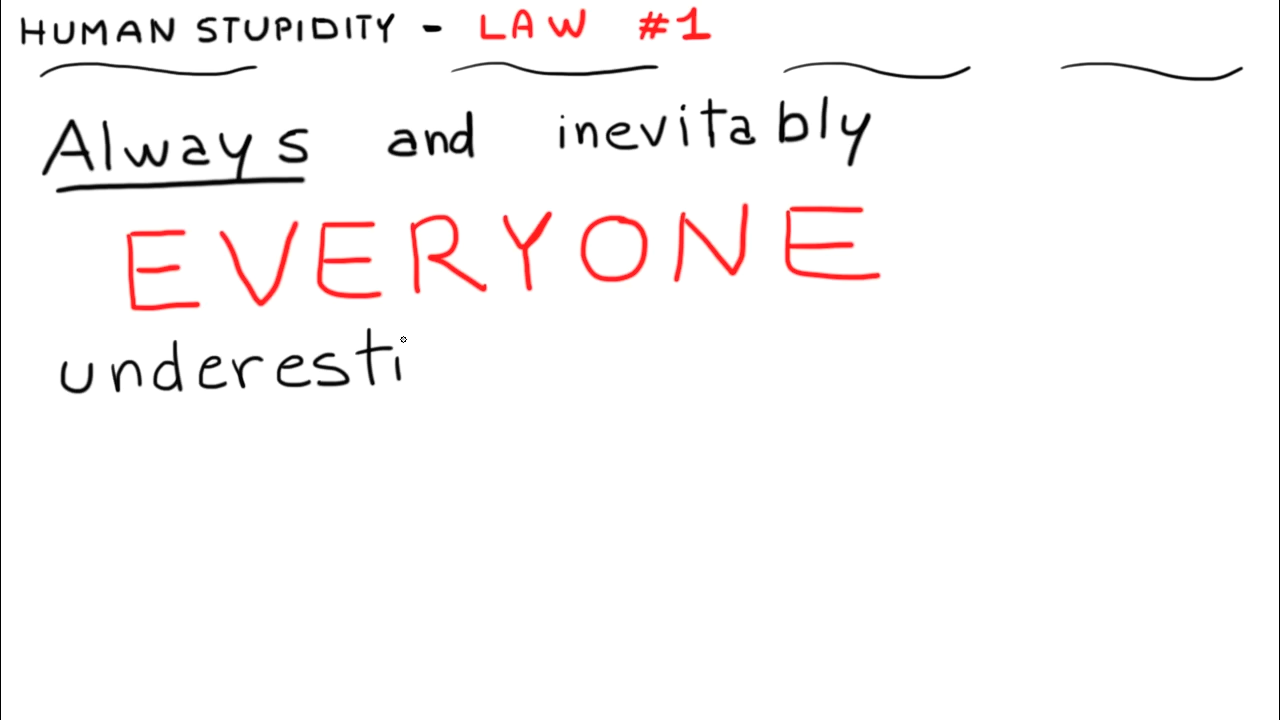 HUMAN STUPIDITY - LAW #1
Always and inevitably
EVERYONE
underesti